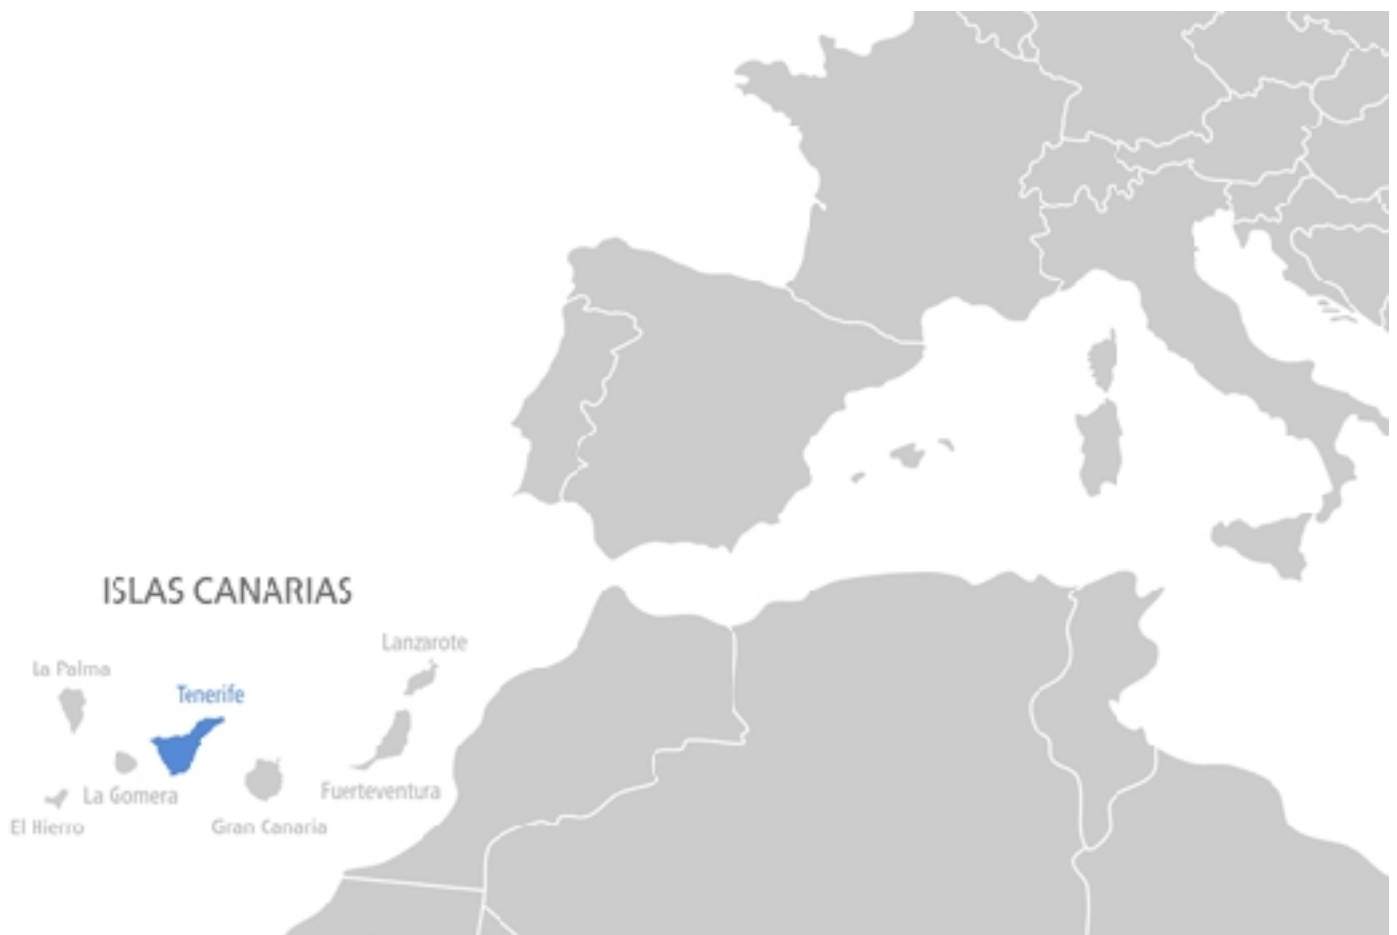 ISLAS CANARIAS
Lanzarote
La Palma
Tenerife
Fuerteventura
La Gomera
El Hierro
Gran Canaria